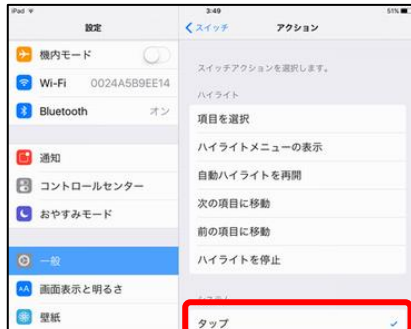 iPad
3:49
51%
設定
スイッチ
アクション
機内モード
Wi-Fi 0024A5B9EE14
Bluetooth オン
通知
コントロールセンター
おやすみモード
一般
画面表示と明るさ
壁紙
スイッチアクションを選択します。
ハイライト
項目を選択
ハイライトメニューの表示
自動ハイライトを再開
次の項目に移動
前の項目に移動
ハイライトを停止
システム
タップ